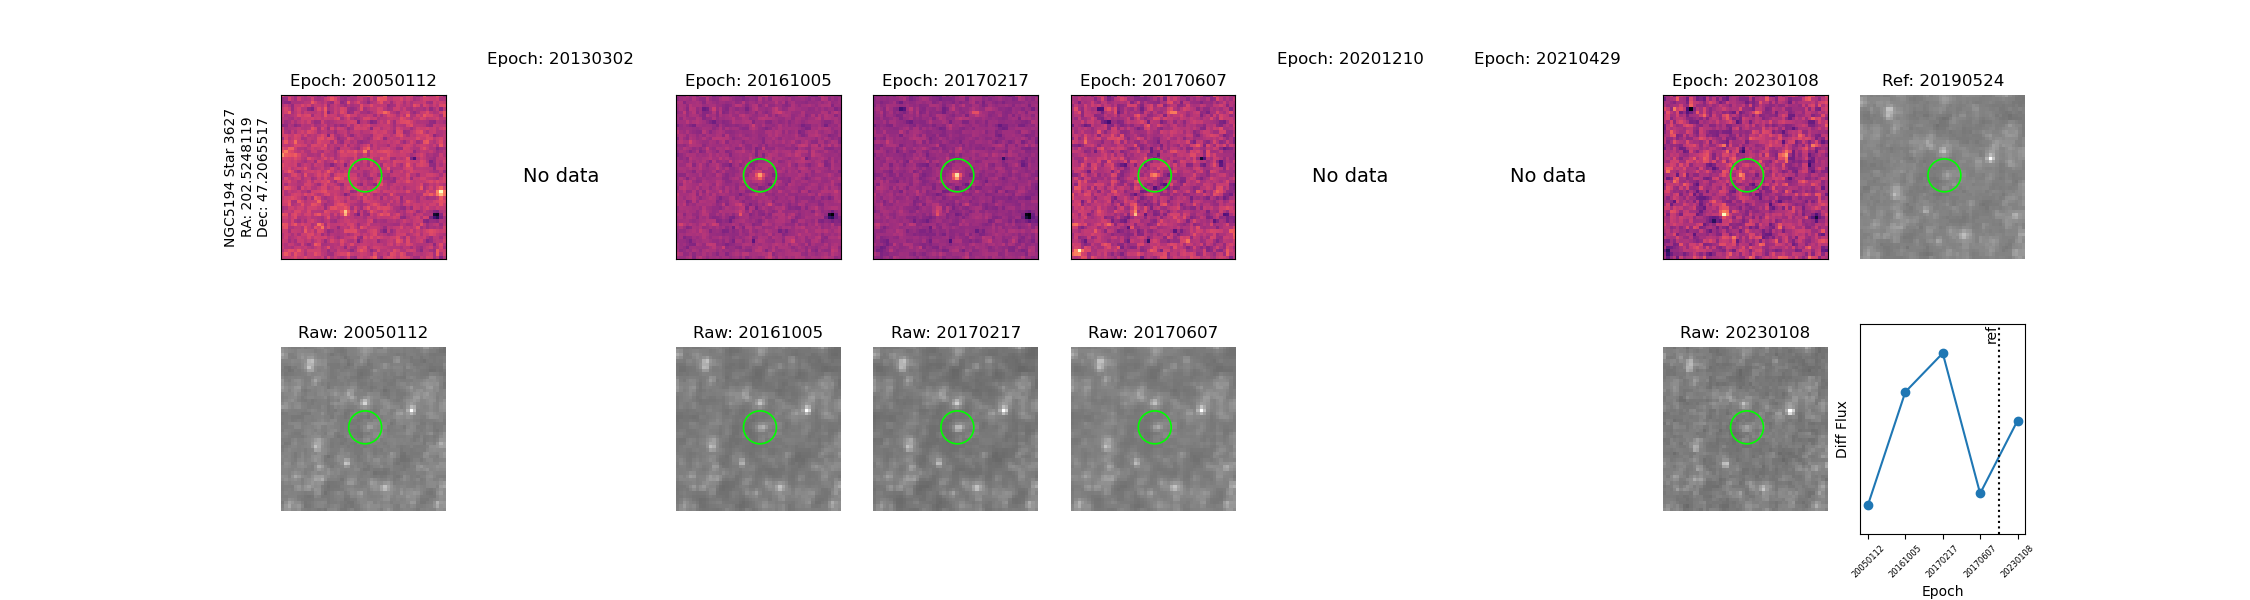 NGC5194 Star 3627
RA: 202.5248119
Dec: 47.2065517
Epoch: 20050112
Epoch: 20130302
No data
Epoch: 20161005
Epoch: 20170217
Epoch: 20170607
Epoch: 20201210
No data
Epoch: 20210429
No data
Epoch: 20230108
Ref: 20190524
Raw: 20050112
Raw: 20161005
Raw: 20170217
Raw: 20170607
Raw: 20230108
Diff Flux
ref
20050112
20161005
20170217
20170607
20230108
Epoch